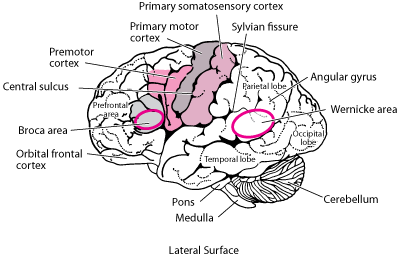 Primary somatosensory cortex
Primary motor
cortex
Sylvian fissure
Premotor
cortex
Angular gyrus
Central sulcus
Parietal lobe
Prefrontal
area
Wernicke area
Broca area
Occipital
lobe
Orbital frontal
cortex
Temporal lobe
Pons
Cerebellum
Medulla
Lateral Surface